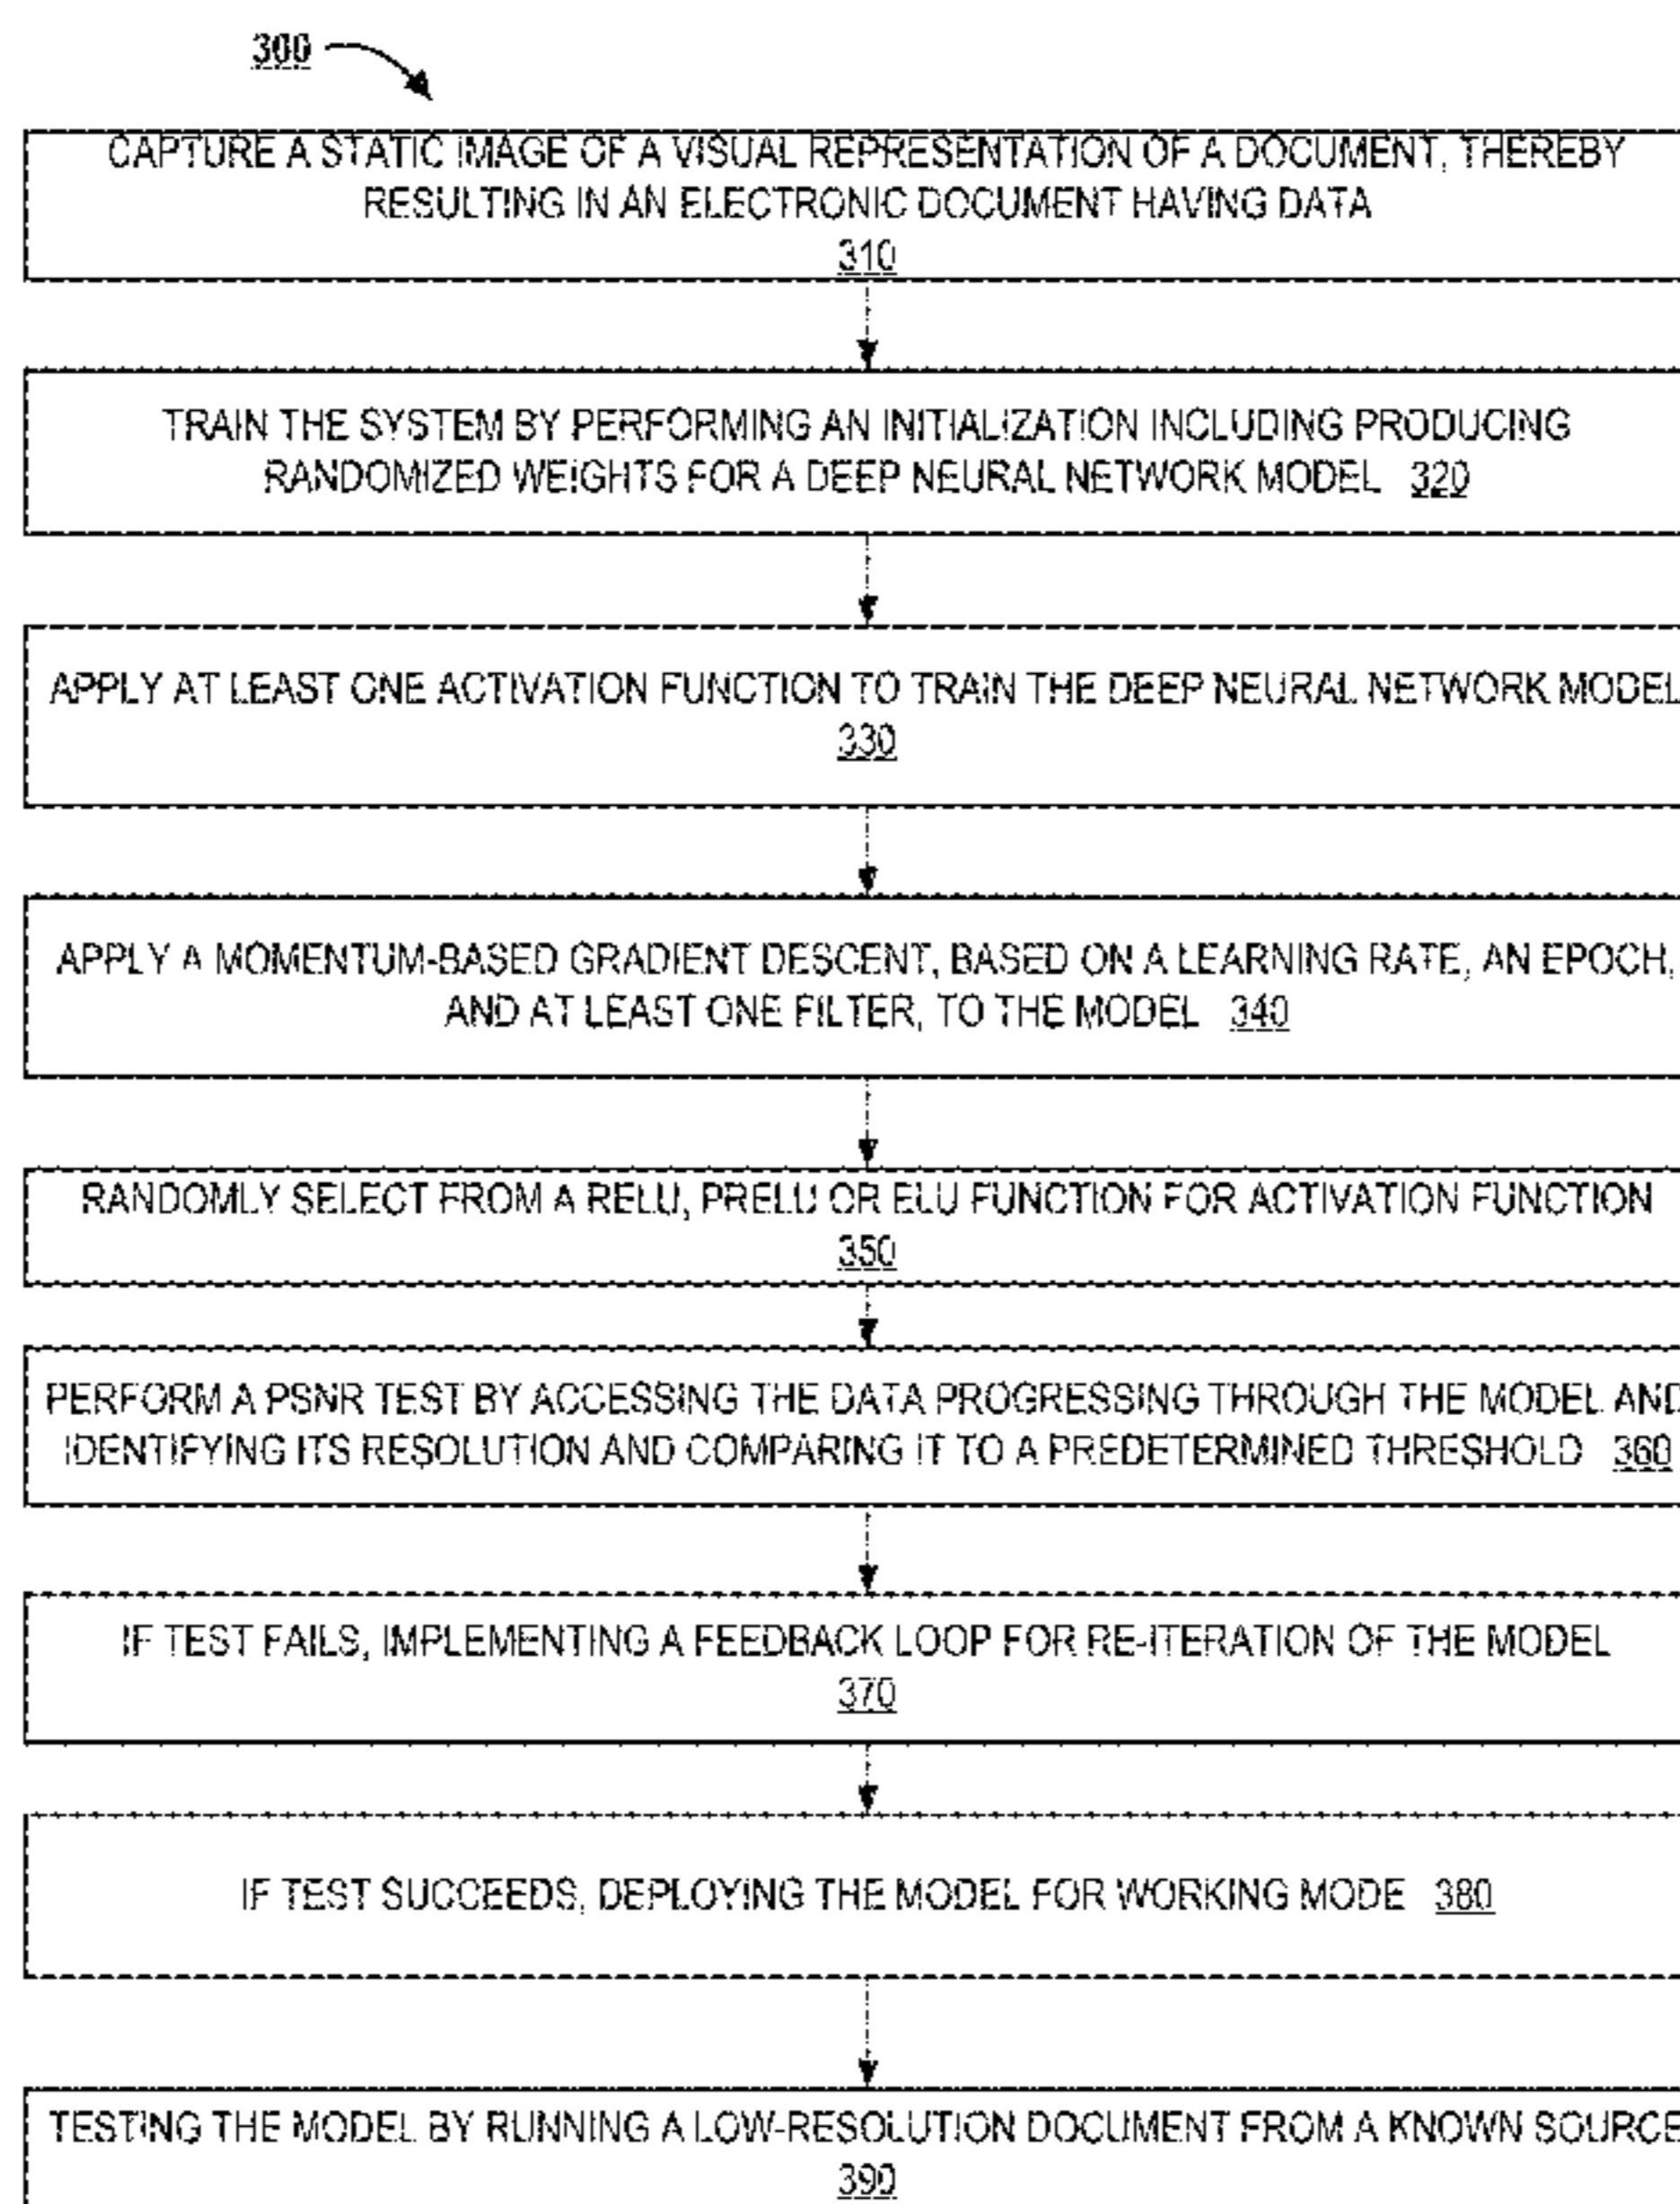 300
CAPTURE A STATIC IMAGE OF A VISUAL REPRESENTATION OF A DOCUMENT, THEREBY
RESULTING IN AN ELECTRONIC DOCUMENT HAVING DATA
310
TRAIN THE SYSTEM BY PERFORMING AN INITIALIZATION INCLUDING PRODUCING
RANDOMIZED WEIGHTS FOR A DEEP NEURAL NETWORK MODEL 320
APPLY AT LEAST ONE ACTIVATION FUNCTION TO TRAIN THE DEEP NEURAL NETWORK MODEL
330
APPLY A MOMENTUM-BASED GRADIENT DESCENT, BASED ON A LEARNING RATE, AN EPOCH,
AND AT LEAST ONE FILTER, TO THE MODEL 340
RANDOMLY SELECT FROM A RELU, PRELU OR ELU FUNCTION FOR ACTIVATION FUNCTION
350
PERFORM A PSNR TEST BY ACCESSING THE DATA PROGRESSING THROUGH THE MODEL AND
IDENTIFYING ITS RESOLUTION AND COMPARING IT TO A PREDETERMINED THRESHOLD 360
IF TEST FAILS, IMPLEMENTING A FEEDBACK LOOP FOR RE-ITERATION OF THE MODEL
370
IF TEST SUCCEEDS, DEPLOYING THE MODEL FOR WORKING MODE 380
TESTING THE MODEL BY RUNNING A LOW-RESOLUTION DOCUMENT FROM A KNOWN SOURCE
390